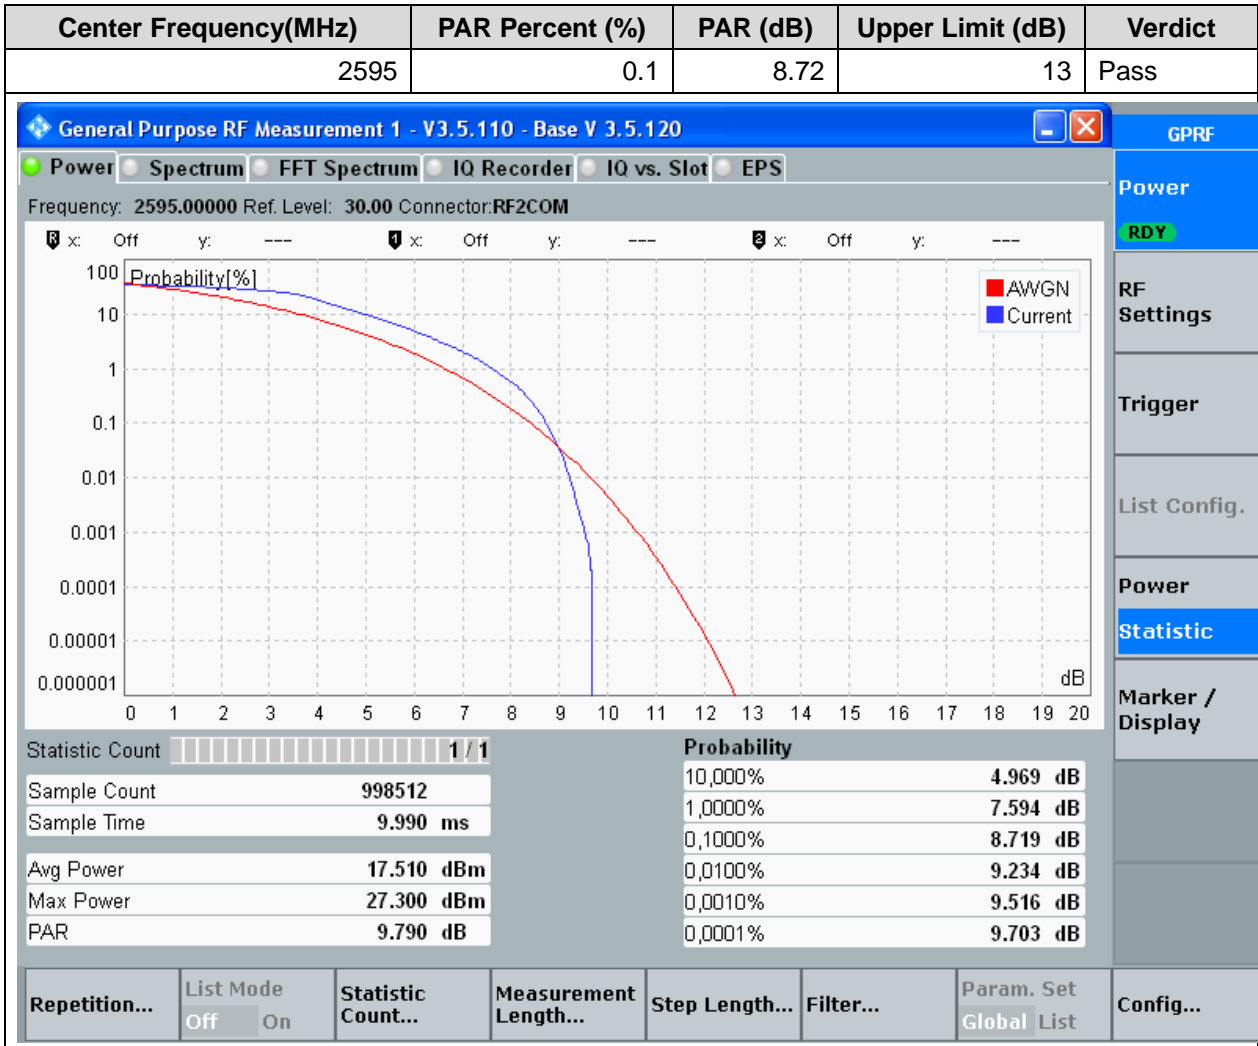 Center Frequency(MHz) PAR Percent (%) PAR (dB) Upper Limit (dB) Verdict
2595 0.1 8.72 13 Pass
General Purpose RF Measurement 1 - V3.5.110 - Base V 3.5.120
GPRF
Power Spectrum FFT Spectrum IQ Recorder IQ vs. Slot EPS
Frequency: 2595.00000 Ref. Level: 30.00 Connector:RF2COM
R x: Off y: --- 1 x: Off y: --- 2 x: Off y: ---
Probability[%]
AWGN
Current
100
10
1
0.1
0.01
0.001
0.0001
0.00001
0.000001
dB
0 1 2 3 4 5 6 7 8 9 10 11 12 13 14 15 16 17 18 19 20
Statistic Count 1 / 1
Sample Count 998512
Sample Time 9.990 ms
Avg Power 17.510 dBm
Max Power 27.300 dBm
PAR 9.790 dB
Probability
10,000% 4.969 dB
1,0000% 7.594 dB
0,1000% 8.719 dB
0,0100% 9.234 dB
0,0010% 9.516 dB
0,0001% 9.703 dB
Power
RDY
RF
Settings
Trigger
List Config.
Power
Statistic
Marker /
Display
Repetition...
List Mode
Off On
Statistic
Count...
Measurement
Length...
Step Length...
Filter...
Param. Set
Global List
Config...